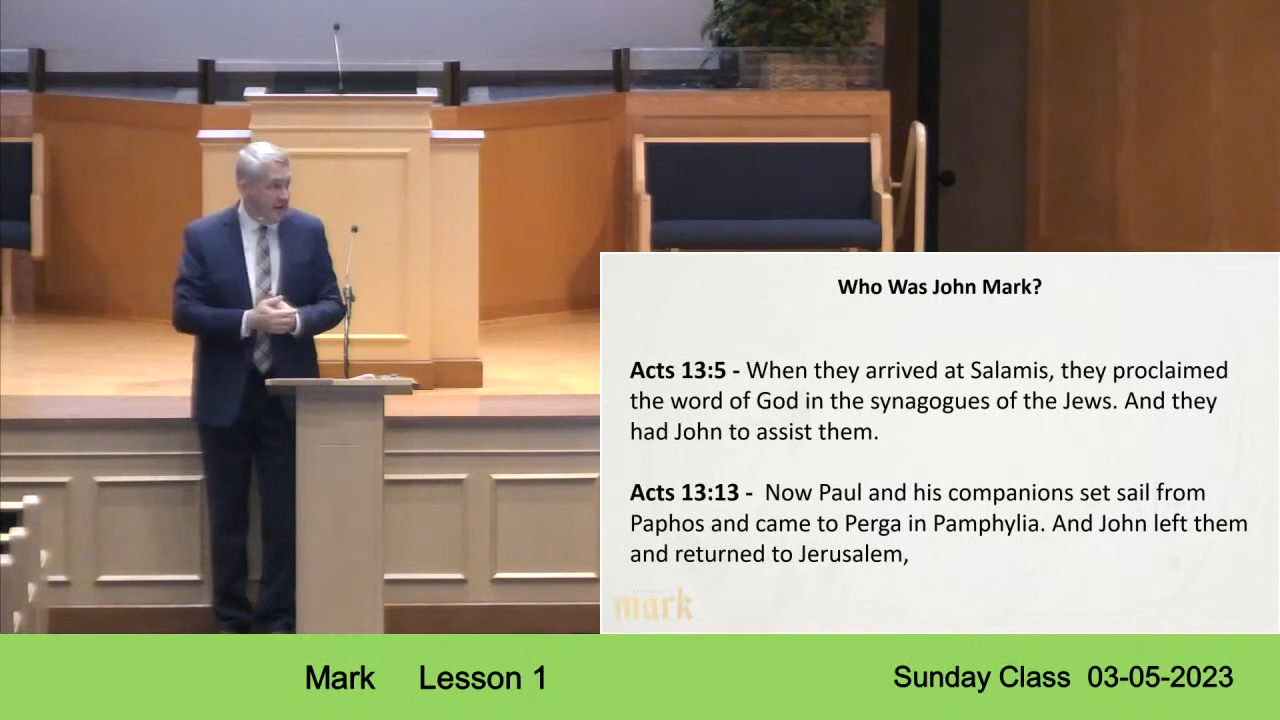 Who Was John Mark?
Acts 13:5 - When they arrived at Salamis, they proclaimed
the word of God in the synagogues of the Jews. And they
had John to assist them.
Acts 13:13 -  Now Paul and his companions set sail from
Paphos and came to Perga in Pamphylia. And John left them
and returned to Jerusalem,
mark
Mark Lesson 1
Sunday Class 03-05-2023